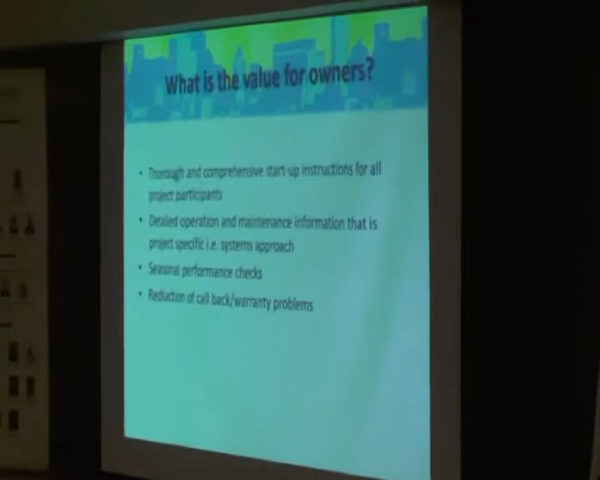 What is the value for owners?
• Thorough and comprehensive start-up instructions for all
project participants
• Detailed operation and maintenance information that is
project specific i.e. systems approach
• Seasonal performance checks
• Reduction of call back/warranty problems